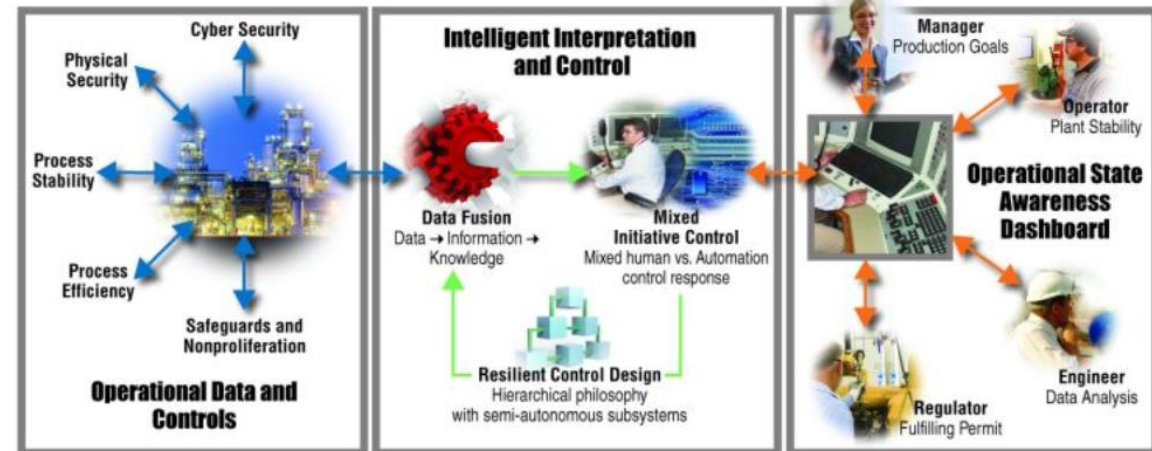 Cyber Security
Physical
Security
Process
Stability
Process
Efficiency
Safeguards and
Nonproliferation
Operational Data and
Controls
Intelligent Interpretation
and Control
Data Fusion
Data → Information →
Knowledge
Mixed
Initiative Control
Mixed human vs. Automation
control response
Resilient Control Design
Hierarchical philosophy
with semi-autonomous subsystems
Manager
Production Goals
Operator
Plant Stability
Operational State
Awareness
Dashboard
Engineer
Data Analysis
Regulator
Fulfilling Permit